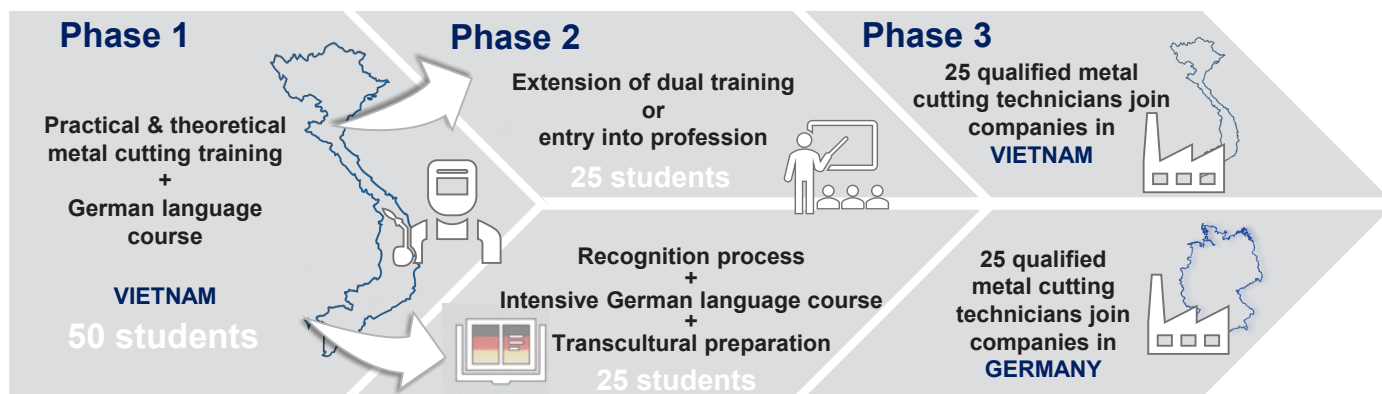 Phase 1
Practical & theoretical
metal cutting training
+
German language
course
VIETNAM
50 students
Phase 2
Extension of dual training
or
entry into profession
25 students
Recognition process
+
Intensive German language course
+
Transcultural preparation
25 students
Phase 3
25 qualified metal
cutting technicians join
companies in
VIETNAM
25 qualified
metal cutting
technicians join
companies in
GERMANY